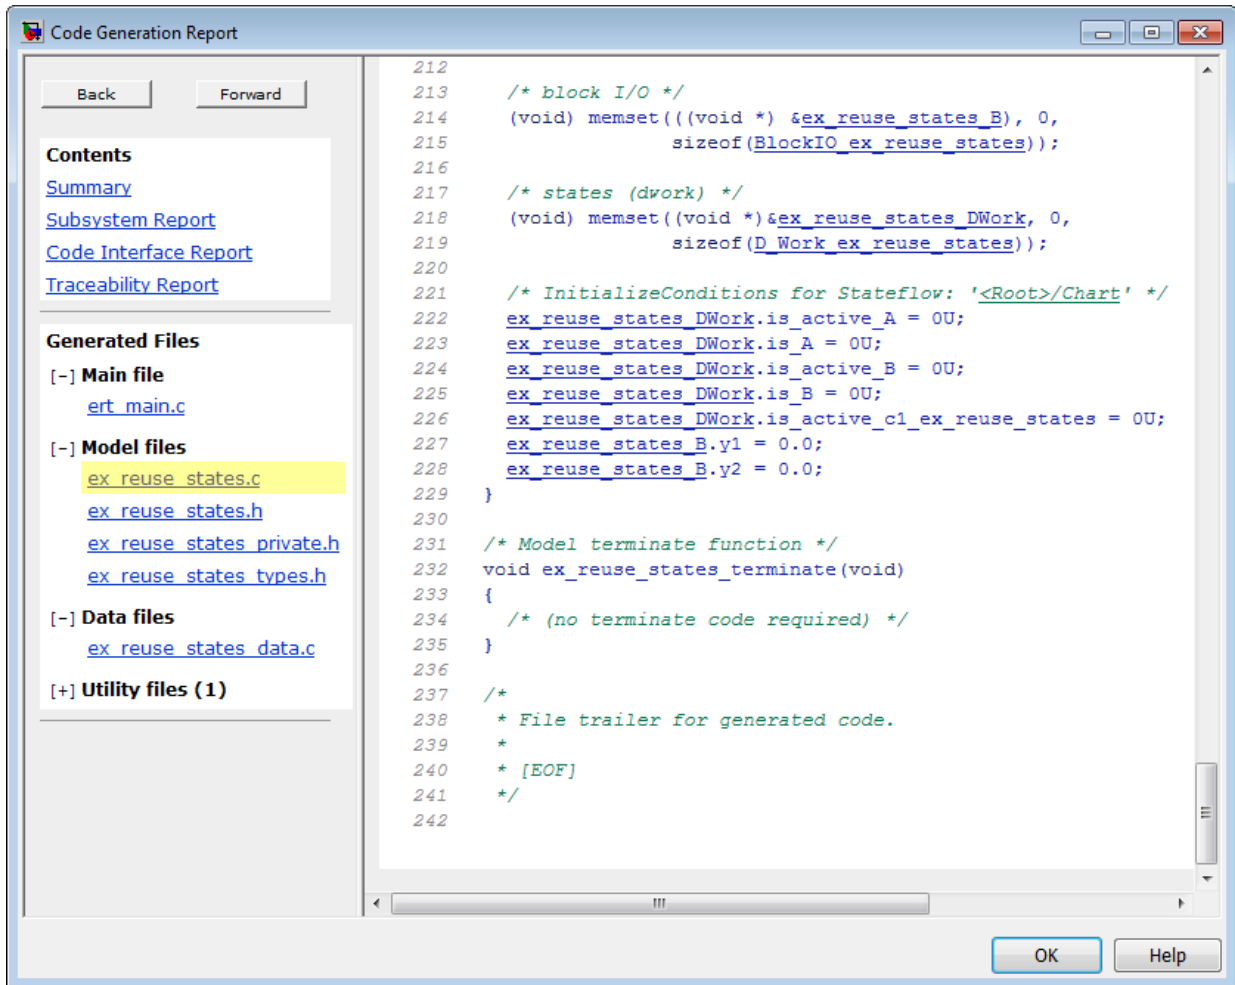 Code Generation Report
Back Forward
Contents
Summary
Subsystem Report
Code Interface Report
Traceability Report
Generated Files
[-] Main file
ert_main.c
[-] Model files
ex_reuse_states.c
ex_reuse_states.h
ex_reuse_states_private.h
ex_reuse_states_types.h
[-] Data files
ex_reuse_states_data.c
[+] Utility files (1)
212
213 /* block I/O */
214 (void) memset(((void *) &ex_reuse_states_B), 0,
215 sizeof(BlockIO_ex_reuse_states));
216
217 /* states (dwork) */
218 (void) memset((void *)&ex_reuse_states_DWork, 0,
219 sizeof(D_Work_ex_reuse_states));
220
221 /* InitializeConditions for Stateflow: '<Root>/Chart' */
222 ex_reuse_states_DWork.is_active_A = 0U;
223 ex_reuse_states_DWork.is_A = 0U;
224 ex_reuse_states_DWork.is_active_B = 0U;
225 ex_reuse_states_DWork.is_B = 0U;
226 ex_reuse_states_DWork.is_active_c1_ex_reuse_states = 0U;
227 ex_reuse_states_B.y1 = 0.0;
228 ex_reuse_states_B.y2 = 0.0;
229 }
230
231 /* Model terminate function */
232 void ex_reuse_states_terminate(void)
233 {
234 /* (no terminate code required) */
235 }
236
237 /*
238 * File trailer for generated code.
239 *
240 * [EOF]
241 */
242
OK Help